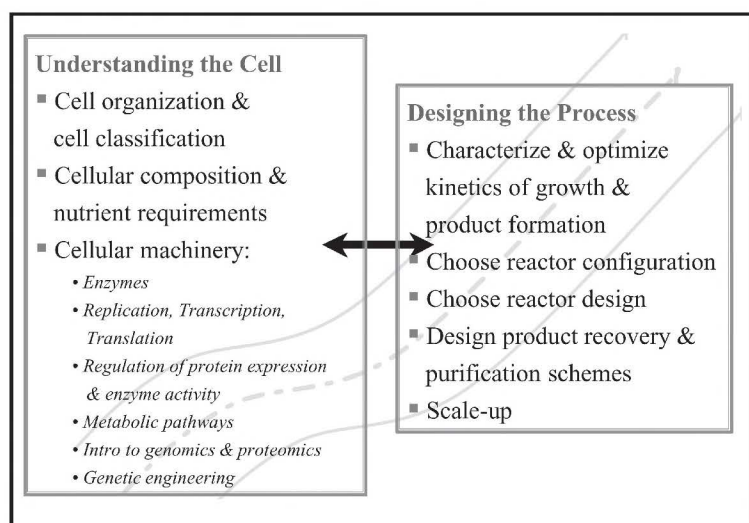 Understanding the Cell
▪ Cell organization &
cell classification
▪ Cellular composition &
nutrient requirements
▪ Cellular machinery:
• Enzymes
• Replication, Transcription,
Translation
• Regulation of protein expression
& enzyme activity
• Metabolic pathways
• Intro to genomics & proteomics
• Genetic engineering
Designing the Process
▪ Characterize & optimize
kinetics of growth &
product formation
▪ Choose reactor configuration
▪ Choose reactor design
▪ Design product recovery &
purification schemes
▪ Scale-up